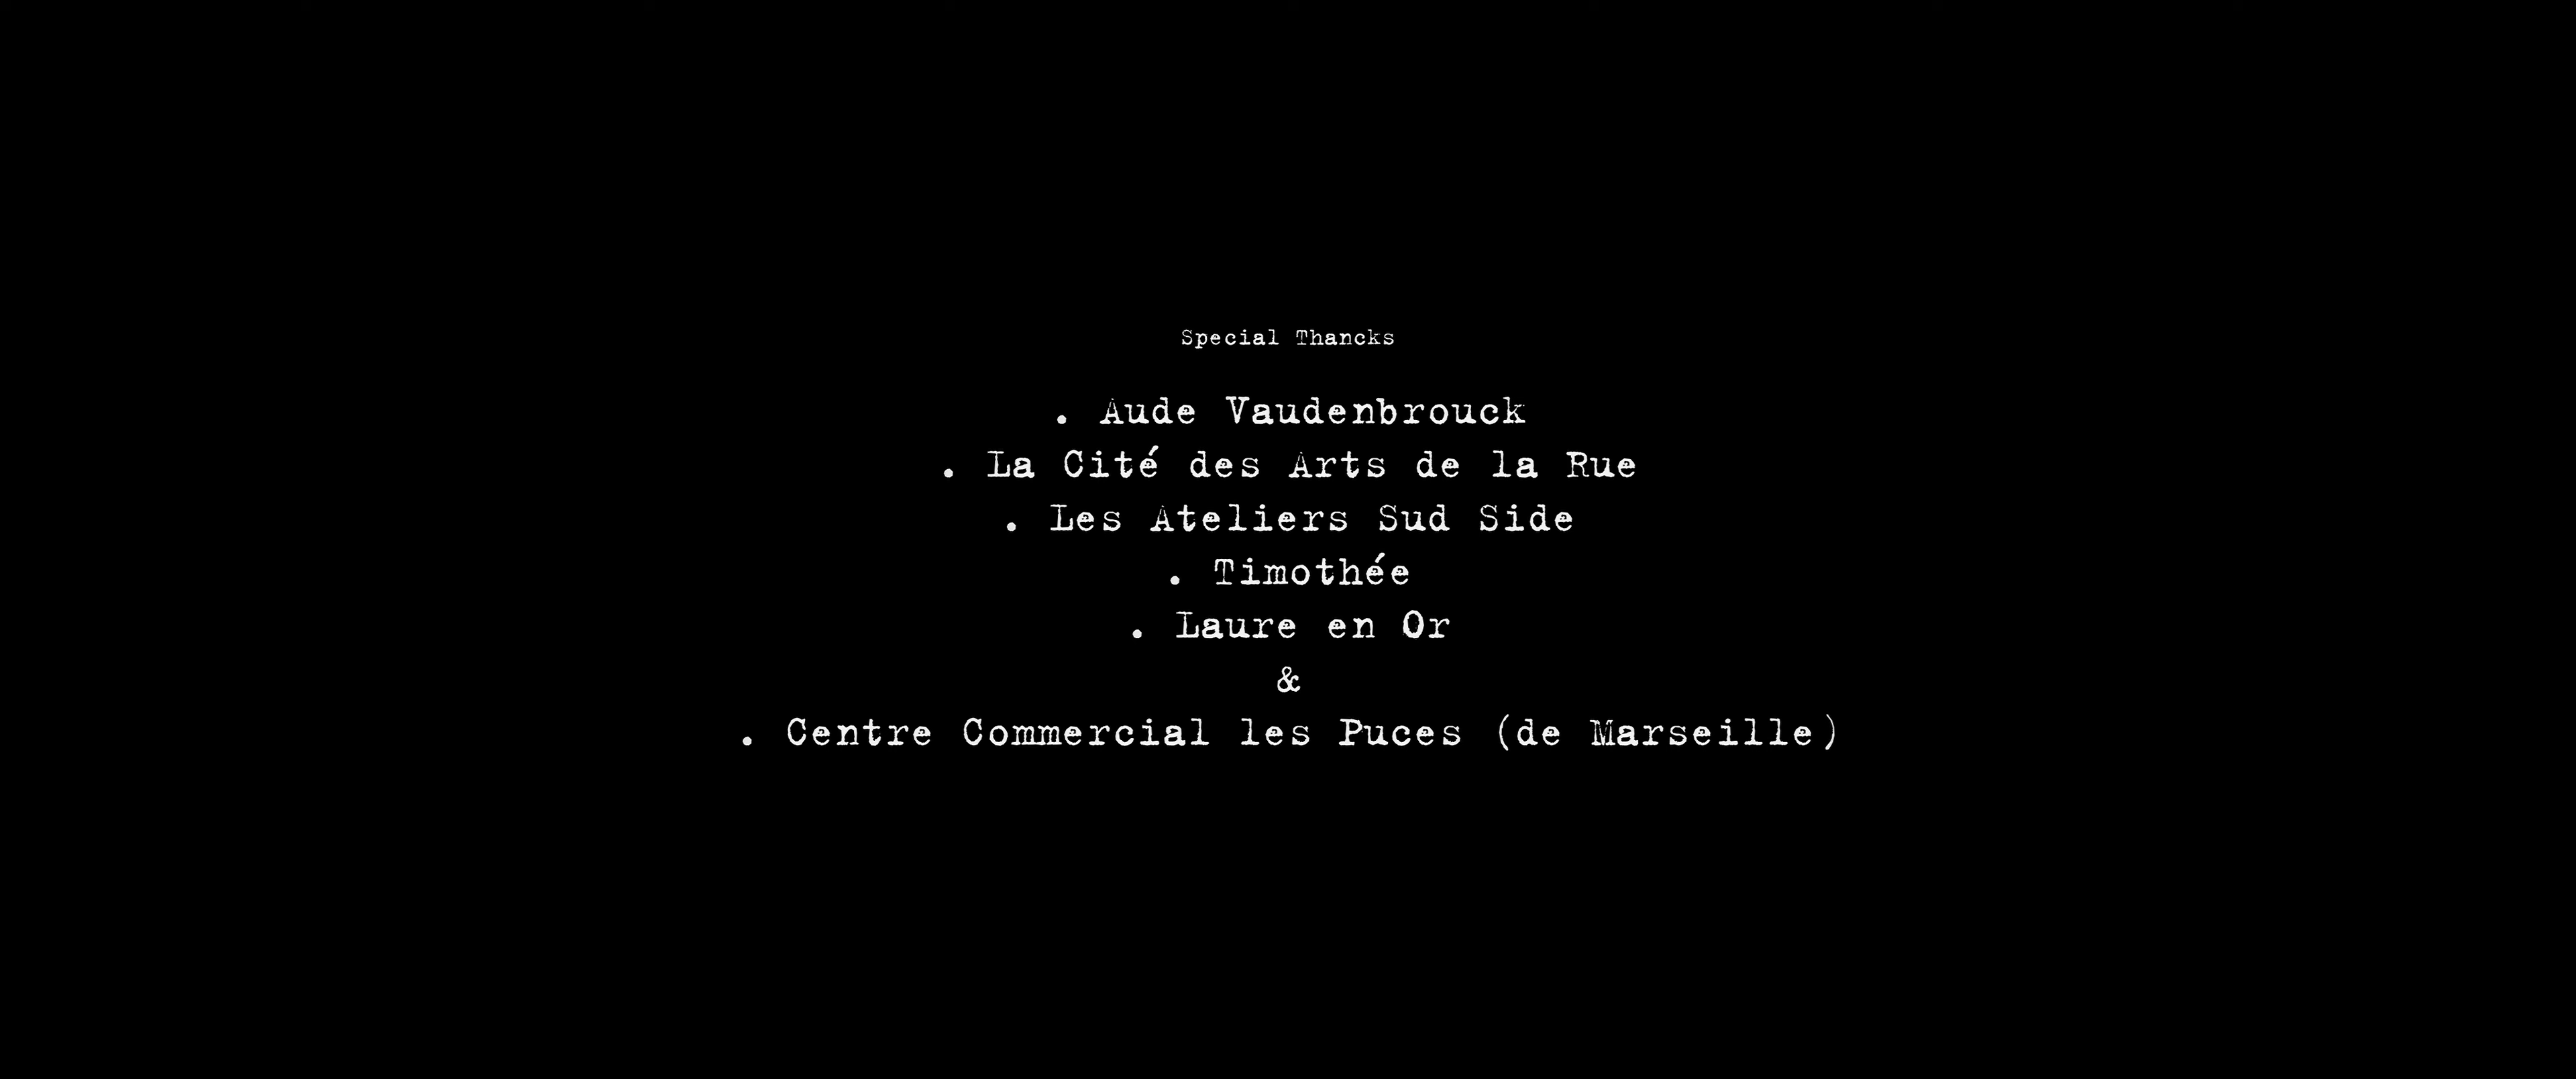 Special Thancks
. Aude Vaudenbrouck
. La Cité des Arts de la Rue
. Les Ateliers Sud Side
. Timothée
. Laure en Or
&
. Centre Commercial les Puces (de Marseille)